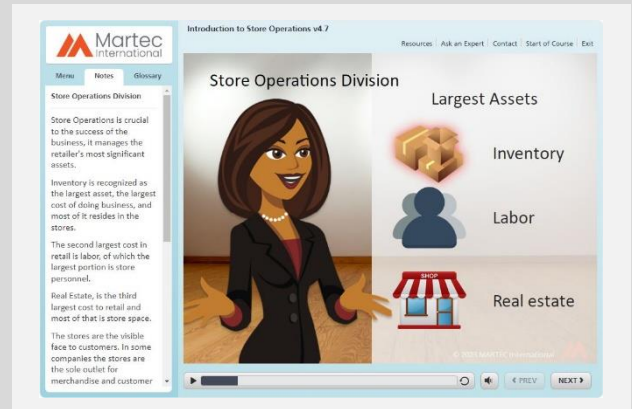 Martec
International
Introduction to Store Operations v4.7
Resources
Ask an Expert
Contact
Start of Course
Exit
Menu
Notes
Glossary
Store Operations Division
Store Operations is crucial
to the success of the
business, it manages the
retailer's most significant
assets.
Inventory is recognized as
the largest asset, the largest
cost of doing business, and
most of it resides in the
stores.
The second largest cost in
retail is labor, of which the
largest portion is store
personnel.
Real Estate, is the third
largest cost to retail and
most of that is store space.
The stores are the visible
face to customers. In some
companies the stores are
the sole outlet for
merchandise and customer
Store Operations Division
Largest Assets
Inventory
Labor
SHOP
Real estate
MARTEC International
PREV
NEXT